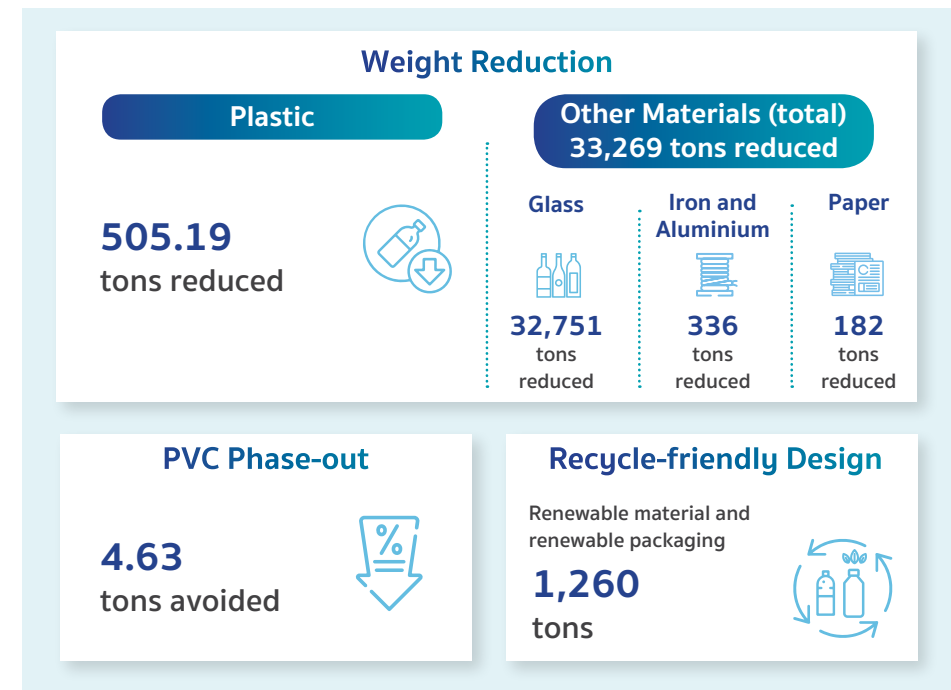 Weight Reduction
Plastic
505.19
tons reduced
Other Materials (total)
33,269 tons reduced
Glass
32,751
tons
reduced
Iron and
Aluminium
336
tons
reduced
Paper
182
tons
reduced
PVC Phase-out
4.63
tons avoided
%
Recycle-friendly Design
Renewable material and
renewable packaging
1,260
tons